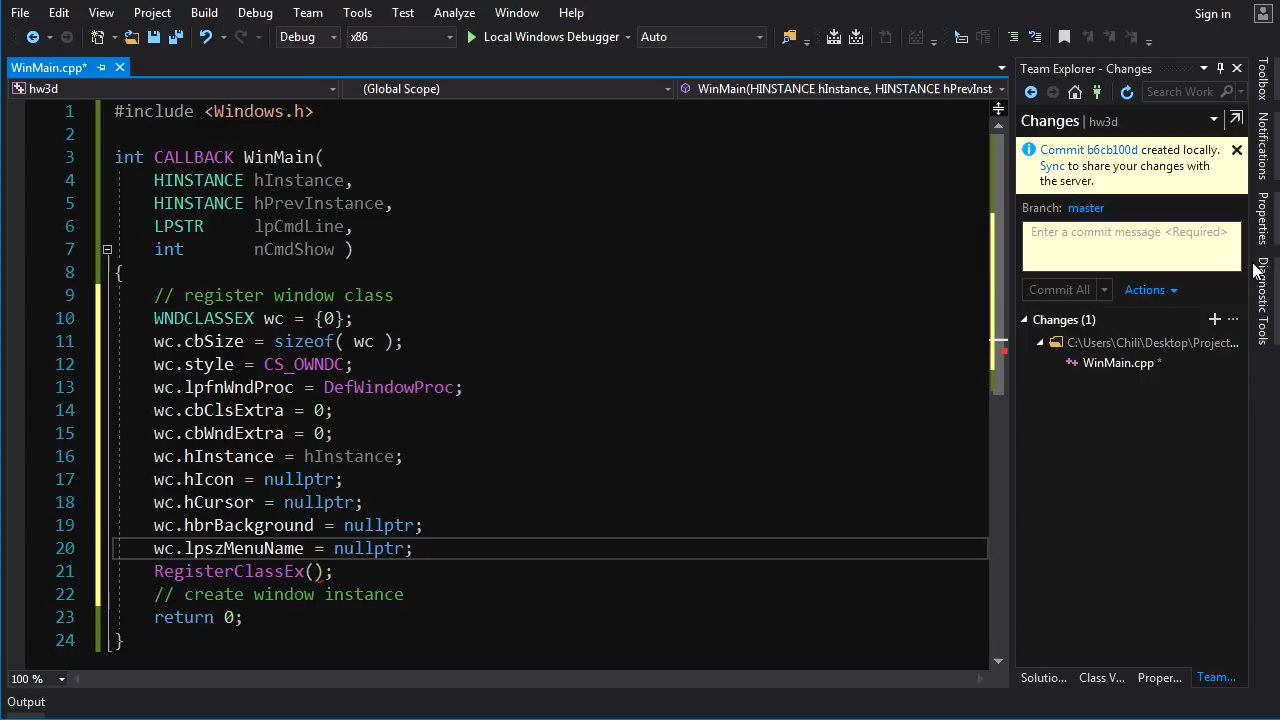 File Edit View Project Build Debug Team Tools Test Analyze Window Help
Sign in
Debug x86 Local Windows Debugger Auto
WinMain.cpp*
hw3d (Global Scope) WinMain(HINSTANCE hInstance, HINSTANCE hPrevInst
1 #include <Windows.h>
2
3 int CALLBACK WinMain(
4 HINSTANCE hInstance,
5 HINSTANCE hPrevInstance,
6 LPSTR lpCmdLine,
7 int nCmdShow )
8 {
9 // register window class
10 WNDCLASSEX wc = {0};
11 wc.cbSize = sizeof( wc );
12 wc.style = CS_OWNDC;
13 wc.lpfnWndProc = DefWindowProc;
14 wc.cbClsExtra = 0;
15 wc.cbWndExtra = 0;
16 wc.hInstance = hInstance;
17 wc.hIcon = nullptr;
18 wc.hCursor = nullptr;
19 wc.hbrBackground = nullptr;
20 wc.lpszMenuName = nullptr;
21 RegisterClassEx();
22 // create window instance
23 return 0;
24 }
100 %
Output
Team Explorer - Changes
Search Work
Changes | hw3d
Commit b6cb100d created locally.
Sync to share your changes with
the server.
Branch: master
Enter a commit message <Required>
Commit All Actions
Changes (1)
C:\Users\Chili\Desktop\Project...
WinMain.cpp *
Solutio... Class V... Proper... Team...
Toolbox
Notifications
Properties
Diagnostic Tools